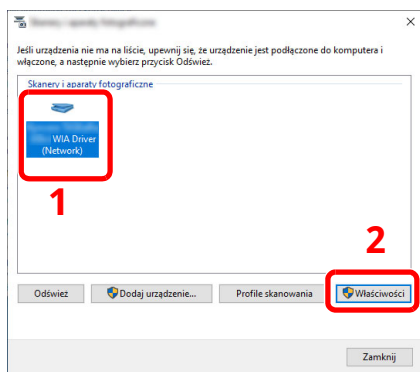 Jeśli urządzenia nie ma na liście, upewnij się, że urządzenie jest podłączone do komputera i
włączone, a następnie wybierz przycisk Odśwież.
Skanery i aparaty fotograficzne
WIA Driver
(Network)
1
2
Odśwież
Dodaj urządzenie...
Profile skanowania
Właściwości
Zamknij